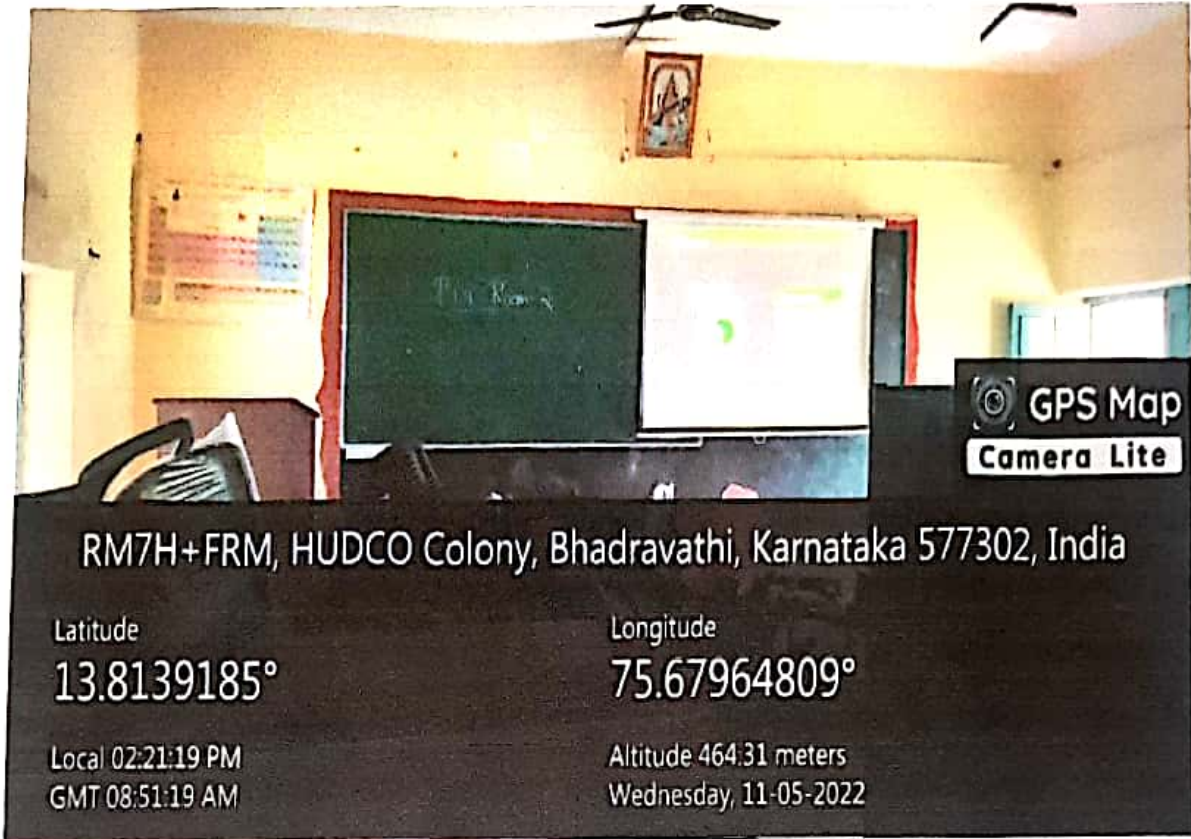 GPS Map
Camera Lite
RM7H+FRM, HUDCO Colony, Bhadravathi, Karnataka 577302, India
Latitude
13.8139185°
Longitude
75.67964809°
Local 02:21:19 PM
GMT 08:51:19 AM
Altitude 464.31 meters
Wednesday, 11-05-2022